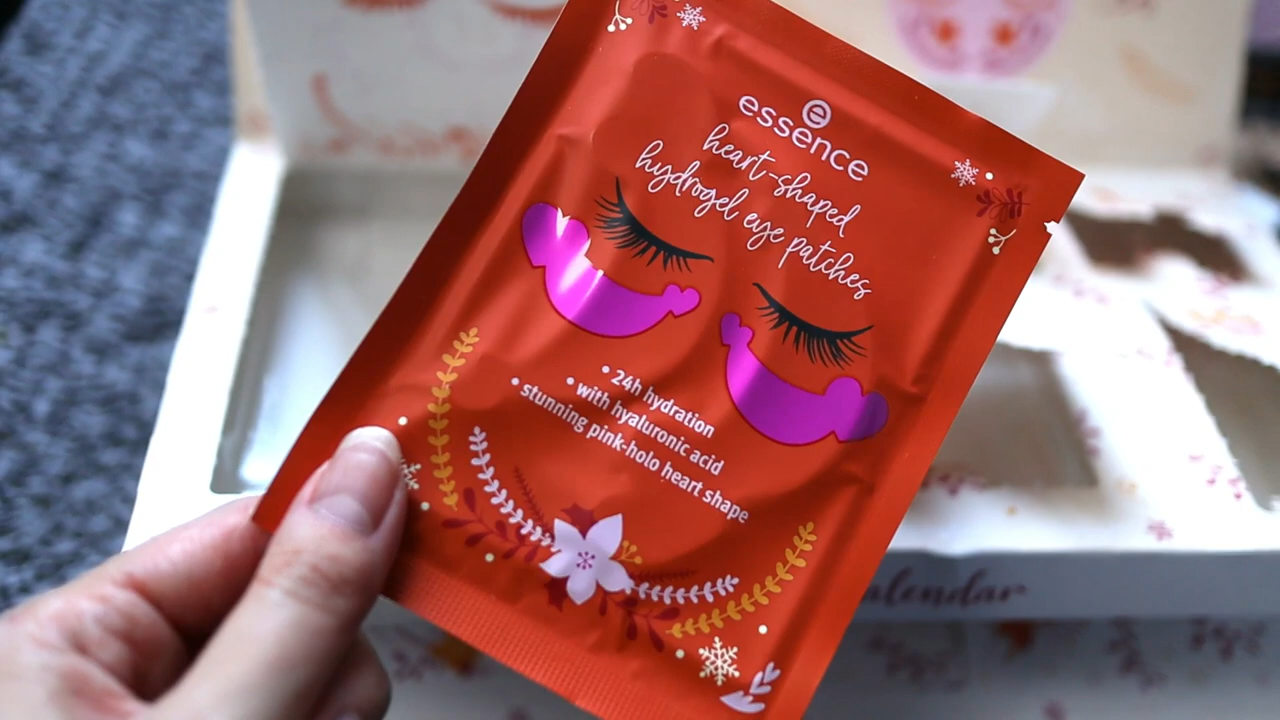 essence
heart-shaped
hydrogel eye patches
• 24h hydration
• with hyaluronic acid
• stunning pink-holo heart shape
alendar